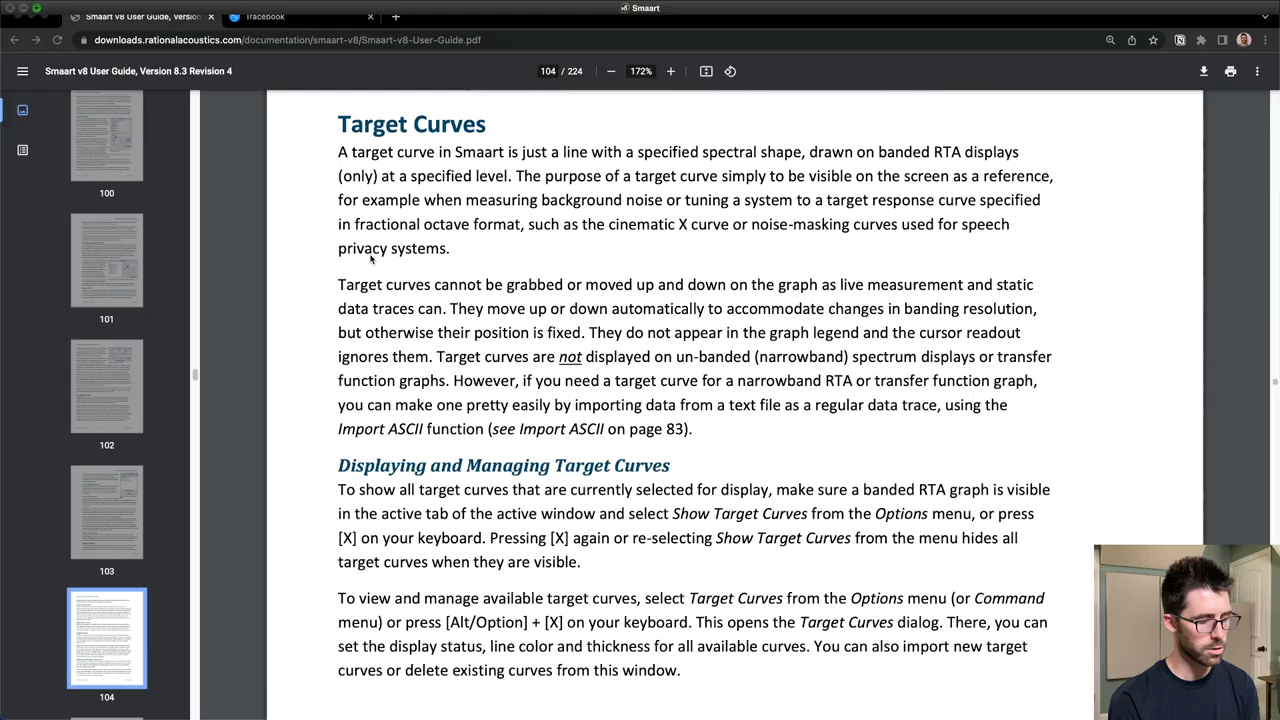 Smaart
Smaart v8 User Guide, Version
Tracebook
downloads.rationalacoustics.com/documentation/smaart-v8/Smaart-v8-User-Guide.pdf
Smaart v8 User Guide, Version 8.3 Revision 4
104 / 224
172%
100
101
102
103
104
Target Curves
A target curve in Smaart is just a line with a specified spectral shape, drawn on banded RTA displays
(only) at a specified level. The purpose of a target curve simply to be visible on the screen as a reference,
for example when measuring background noise or tuning a system to a target response curve specified
in fractional octave format, such as the cinematic X curve or noise-masking curves used for speech
privacy systems.
Target curves cannot be grabbed or moved up and down on the graph as live measurement and static
data traces can. They move up or down automatically to accommodate changes in banding resolution,
but otherwise their position is fixed. They do not appear in the graph legend and the cursor readout
ignores them. Target curves are not displayed on un-banded (narrowband) spectrum displays or transfer
function graphs. However, if you need a target curve for a narrowband RTA or transfer function graph,
you can make one pretty easily by importing data from a text file as a regular data trace, using the
Import ASCII function (see Import ASCII on page 83).
Displaying and Managing Target Curves
To show all target curves that are currently selected for display, make sure a banded RTA graph is visible
in the active tab of the active window and select Show Target Curves from the Options menu, or press
[X] on your keyboard. Pressing [X] again or re-selecting Show Target Curves from the menu hides all
target curves when they are visible.
To view and manage available target curves, select Target Curves from the Options menu (or Command
menu) or press [Alt/Option] + [X] on your keyboard. This opens the Target Curves dialog. There, you can
change display status, line color and thickness for all available curves. You can also import new target
curves or delete existing curves from this window.